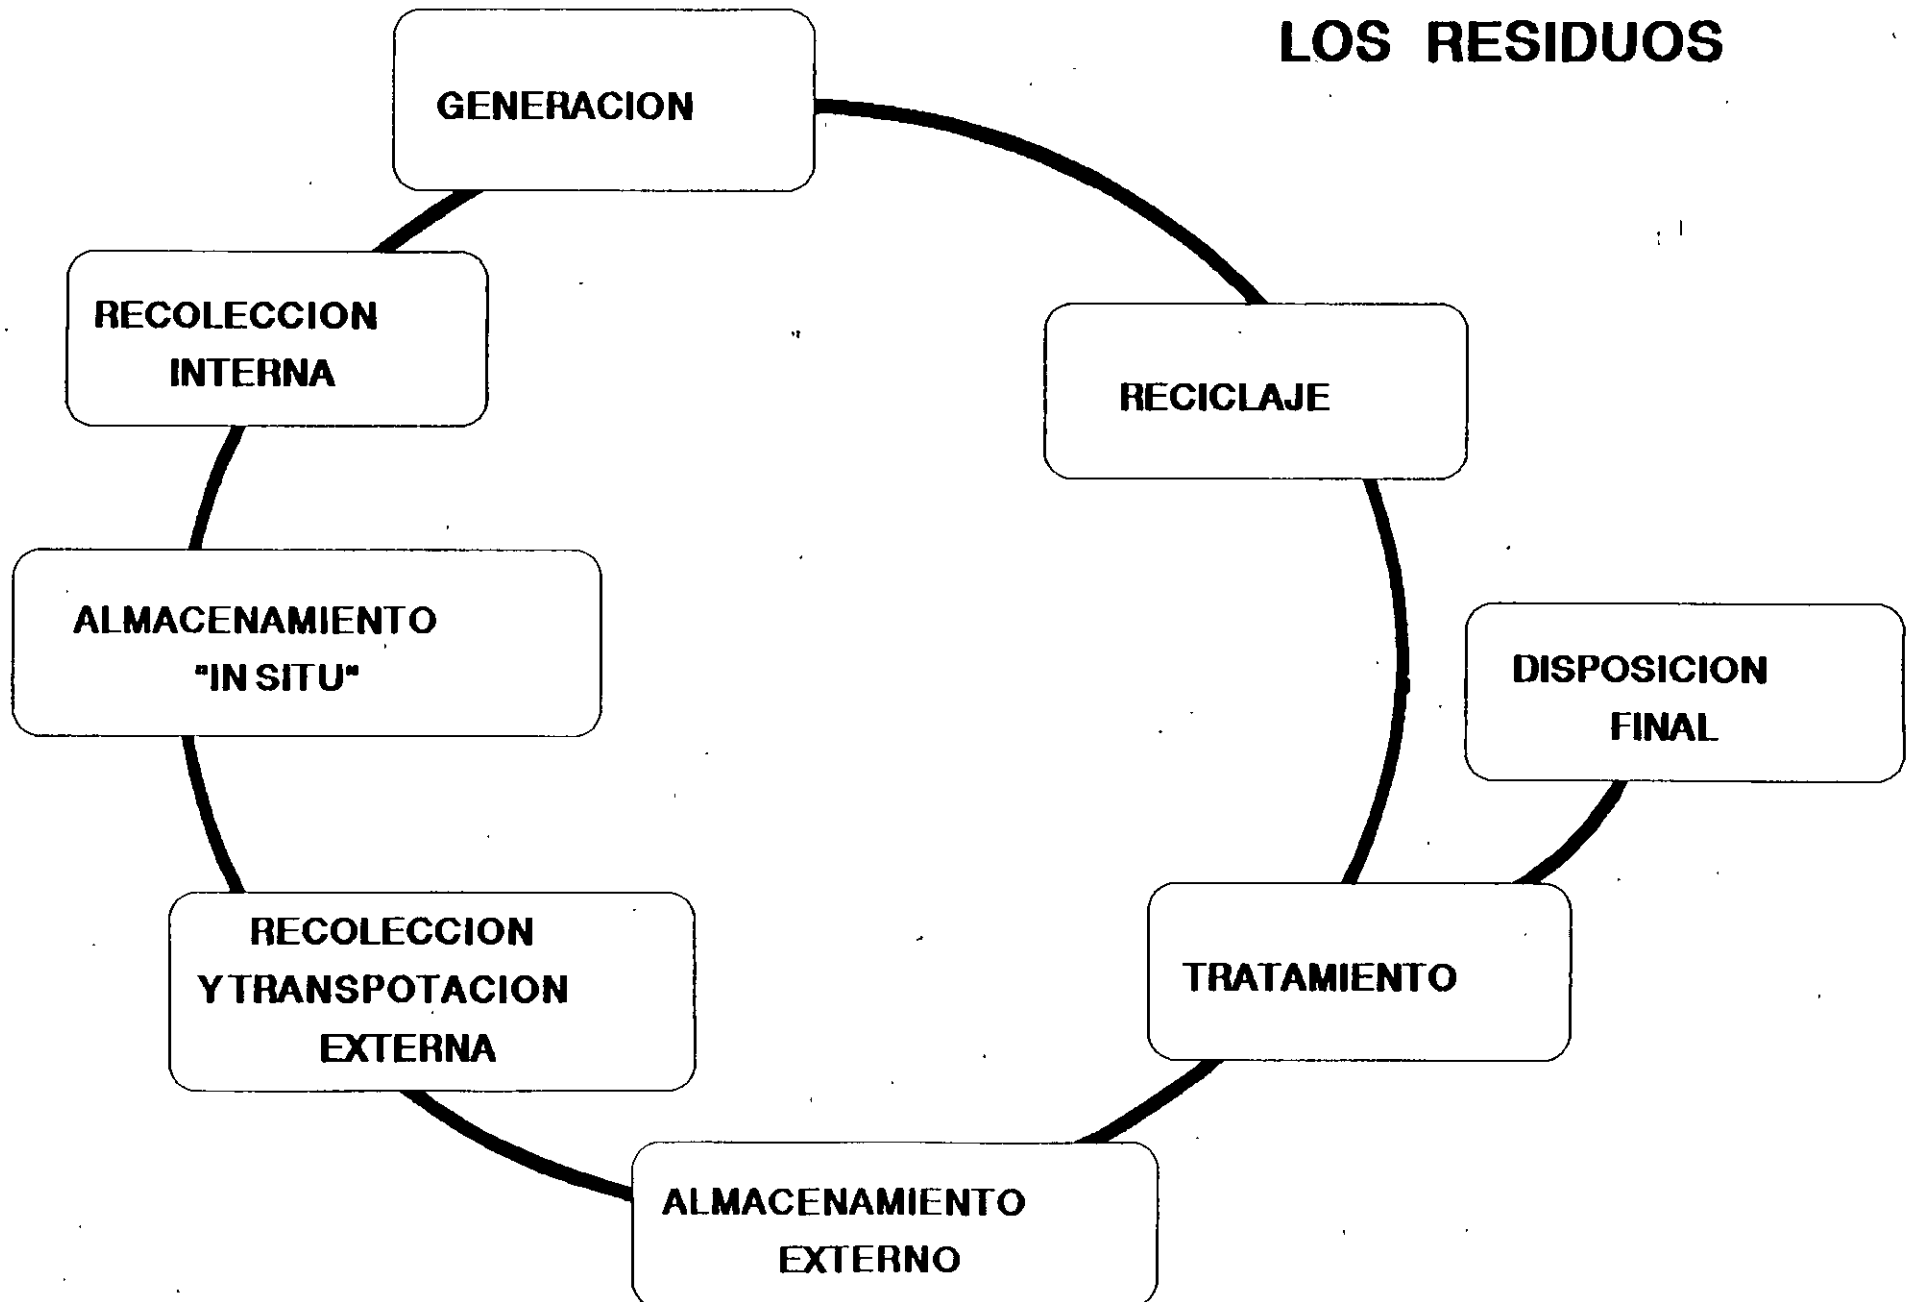 LOS RESIDUOS
GENERACION
RECOLECCION
INTERNA
RECICLAJE
ALMACENAMIENTO
"IN SITU"
DISPOSICION
FINAL
RECOLECCION
Y TRANSPOTACION
EXTERNA
TRATAMIENTO
ALMACENAMIENTO
EXTERNO